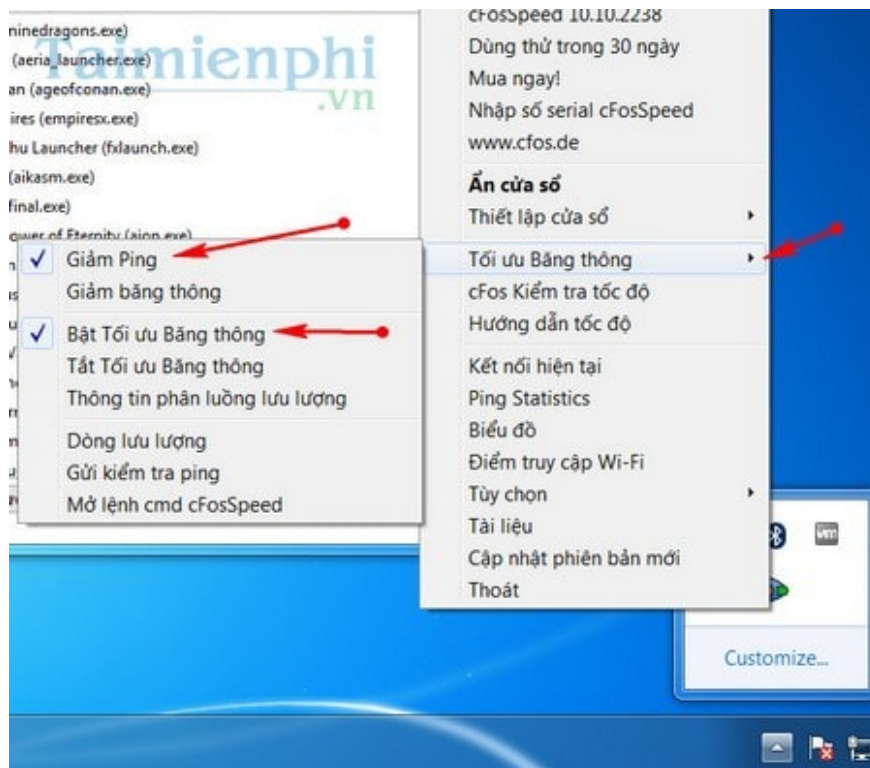 ninedragons.exe)
(aeria_launcher.exe)
an (ageofconan.exe)
ires (empiresx.exe)
hu Launcher (fxlaunch.exe)
(aikasm.exe)
final.exe)
ower of Eternity (aion.exe)
Taimienphi
.vn
Giảm Ping
Giảm băng thông
Bật Tối ưu Băng thông
Tắt Tối ưu Băng thông
Thông tin phân luồng lưu lượng
Dòng lưu lượng
Gửi kiểm tra ping
Mở lệnh cmd cFosSpeed
cFosSpeed 10.10.2238
Dùng thử trong 30 ngày
Mua ngay!
Nhập số serial cFosSpeed
www.cfos.de
Ẩn cửa sổ
Thiết lập cửa sổ
Tối ưu Băng thông
cFos Kiểm tra tốc độ
Hướng dẫn tốc độ
Kết nối hiện tại
Ping Statistics
Biểu đồ
Điểm truy cập Wi-Fi
Tùy chọn
Tài liệu
Cập nhật phiên bản mới
Thoát
Customize...